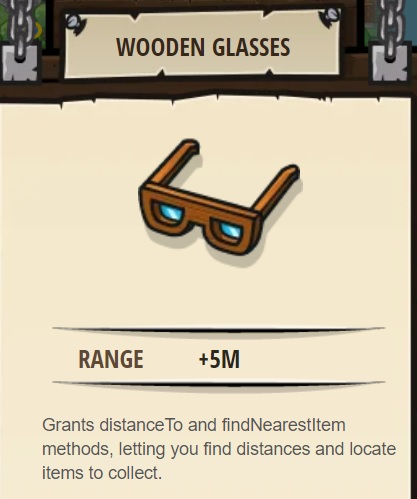 WOODEN GLASSES
RANGE +5M
Grants distanceTo and findNearestItem
methods, letting you find distances and locate
items to collect.